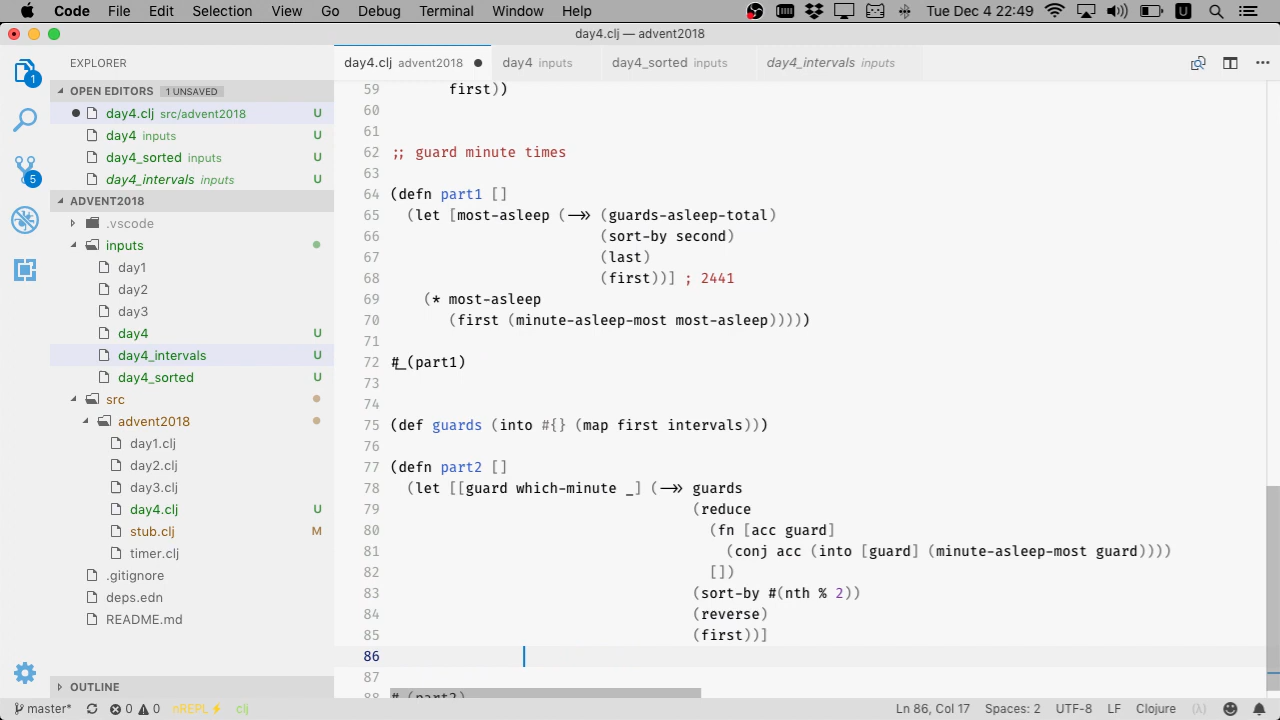 Code File Edit Selection View Go Debug Terminal Window Help Tue Dec 4 22:49 U
day4.clj — advent2018
EXPLORER
OPEN EDITORS 1 UNSAVED
day4.clj src/advent2018 U
day4 inputs U
day4_sorted inputs U
day4_intervals inputs U
ADVENT2018
.vscode
inputs
day1
day2
day3
day4 U
day4_intervals U
day4_sorted U
src
advent2018
day1.clj
day2.clj
day3.clj
day4.clj U
stub.clj M
timer.clj
.gitignore
deps.edn
README.md
OUTLINE
1
5
day4.clj advent2018 day4 inputs day4_sorted inputs day4_intervals inputs
59 first))
60
61
62 ;; guard minute times
63
64 (defn part1 []
65 (let [most-asleep (->> (guards-asleep-total)
66 (sort-by second)
67 (last)
68 (first))] ; 2441
69 (* most-asleep
70 (first (minute-asleep-most most-asleep)))))
71
72 #_(part1)
73
74
75 (def guards (into #{} (map first intervals)))
76
77 (defn part2 []
78 (let [[guard which-minute _] (->> guards
79 (reduce
80 (fn [acc guard]
81 (conj acc (into [guard] (minute-asleep-most guard))))
82 [])
83 (sort-by #(nth % 2))
84 (reverse)
85 (first))]
86
87
88 #_(part2)
master* 0 0 nREPL clj Ln 86, Col 17 Spaces: 2 UTF-8 LF Clojure (λ)